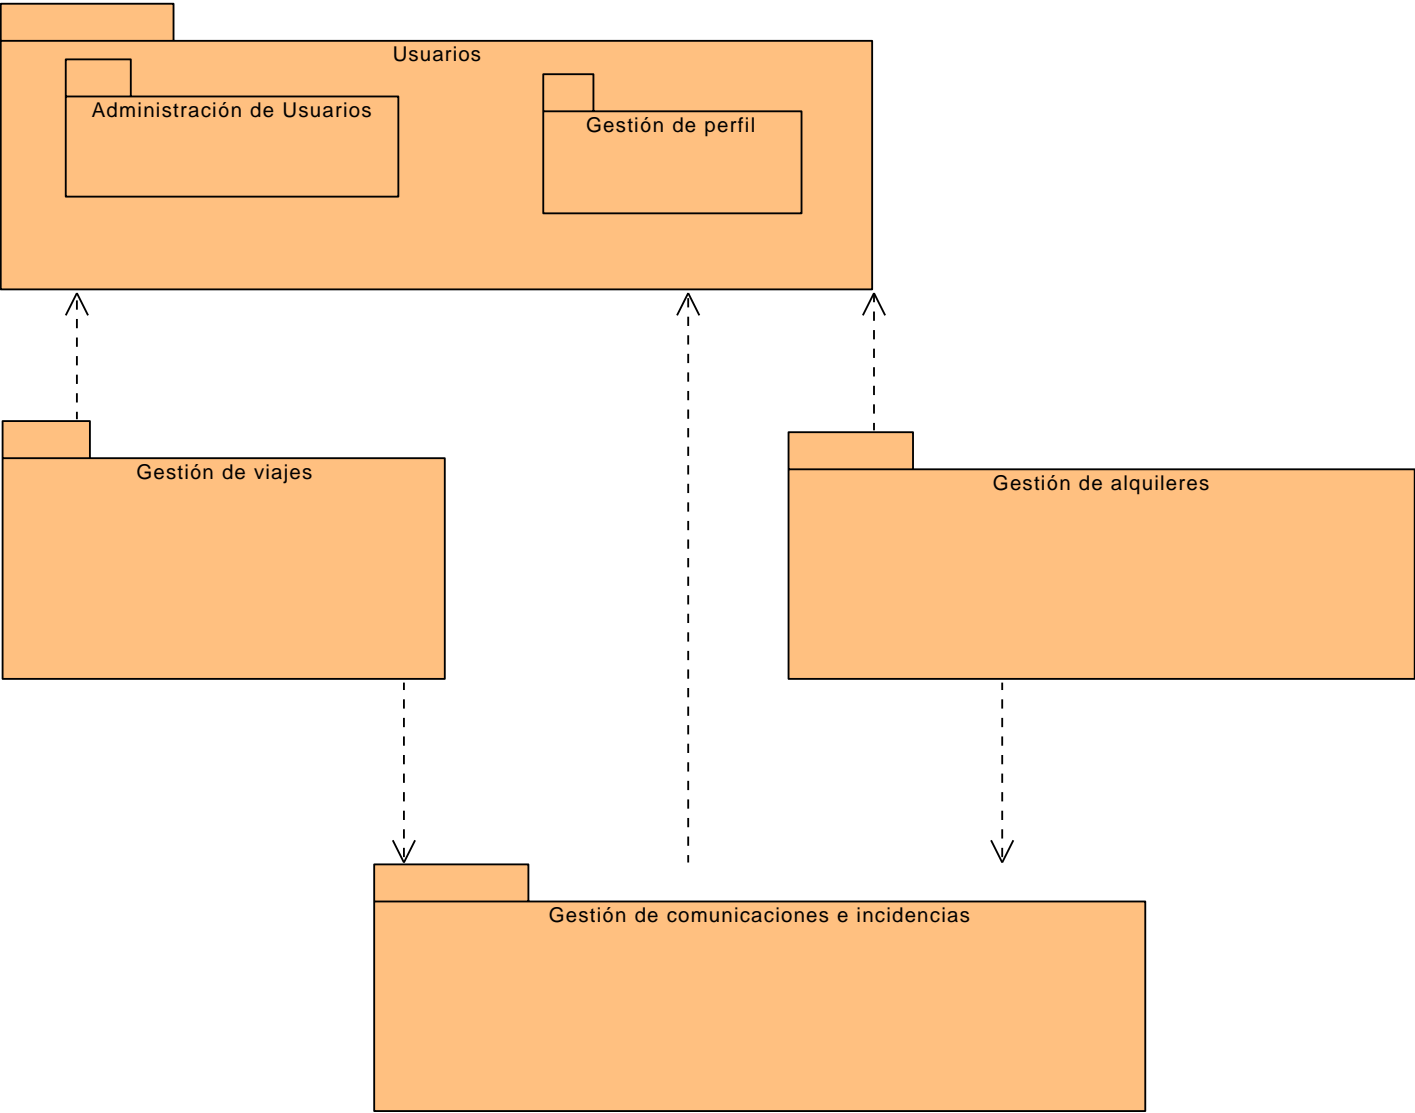 Usuarios
Administración de Usuarios
Gestión de perfil
Gestión de viajes
Gestión de alquileres
Gestión de comunicaciones e incidencias